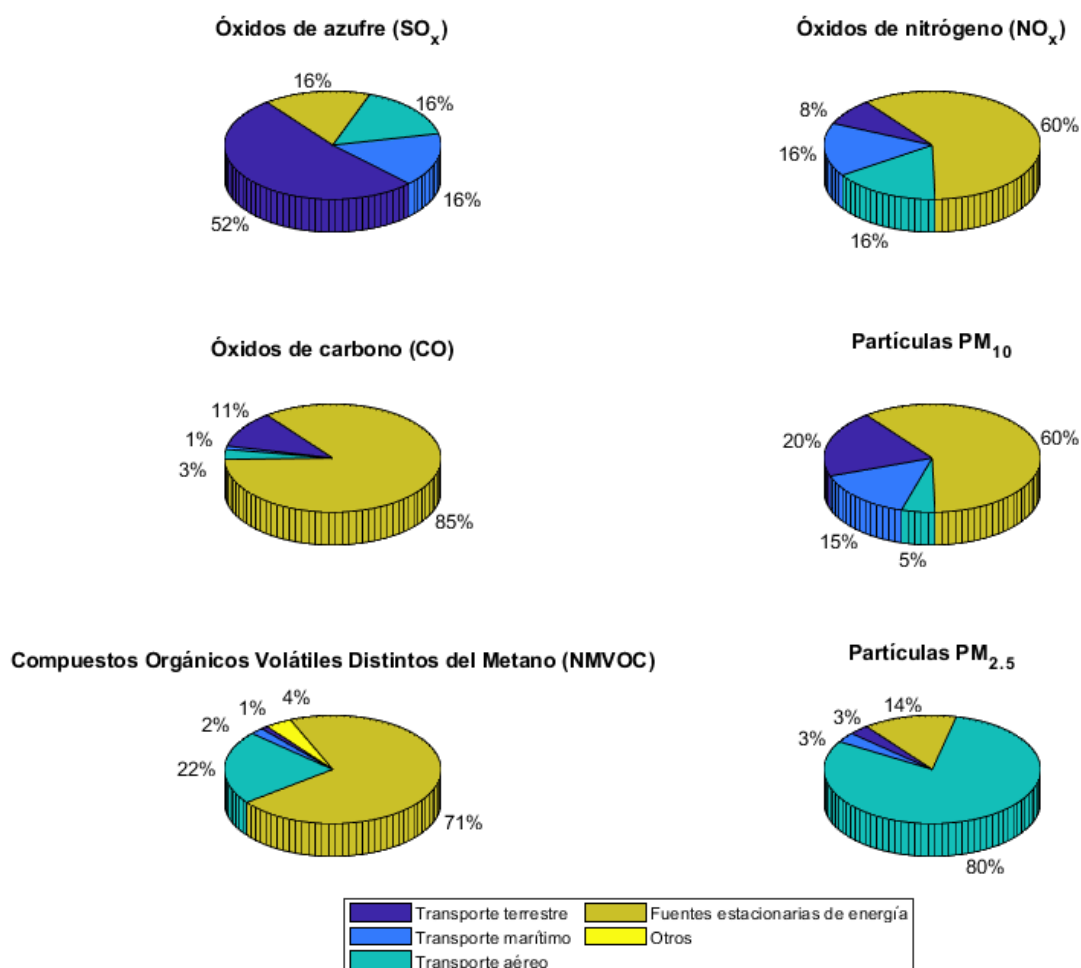 Óxidos de azufre (SOx)
16%
16%
16%
52%
Óxidos de nitrógeno (NOx)
8%
60%
16%
16%
Óxidos de carbono (CO)
11%
1%
3%
85%
Partículas PM10
20%
60%
15%
5%
Compuestos Orgánicos Volátiles Distintos del Metano (NMVOC)
4%
1%
2%
22%
71%
Partículas PM2.5
14%
3%
3%
80%
Transporte terrestre
Fuentes estacionarias de energía
Transporte marítimo
Otros
Transporte aéreo